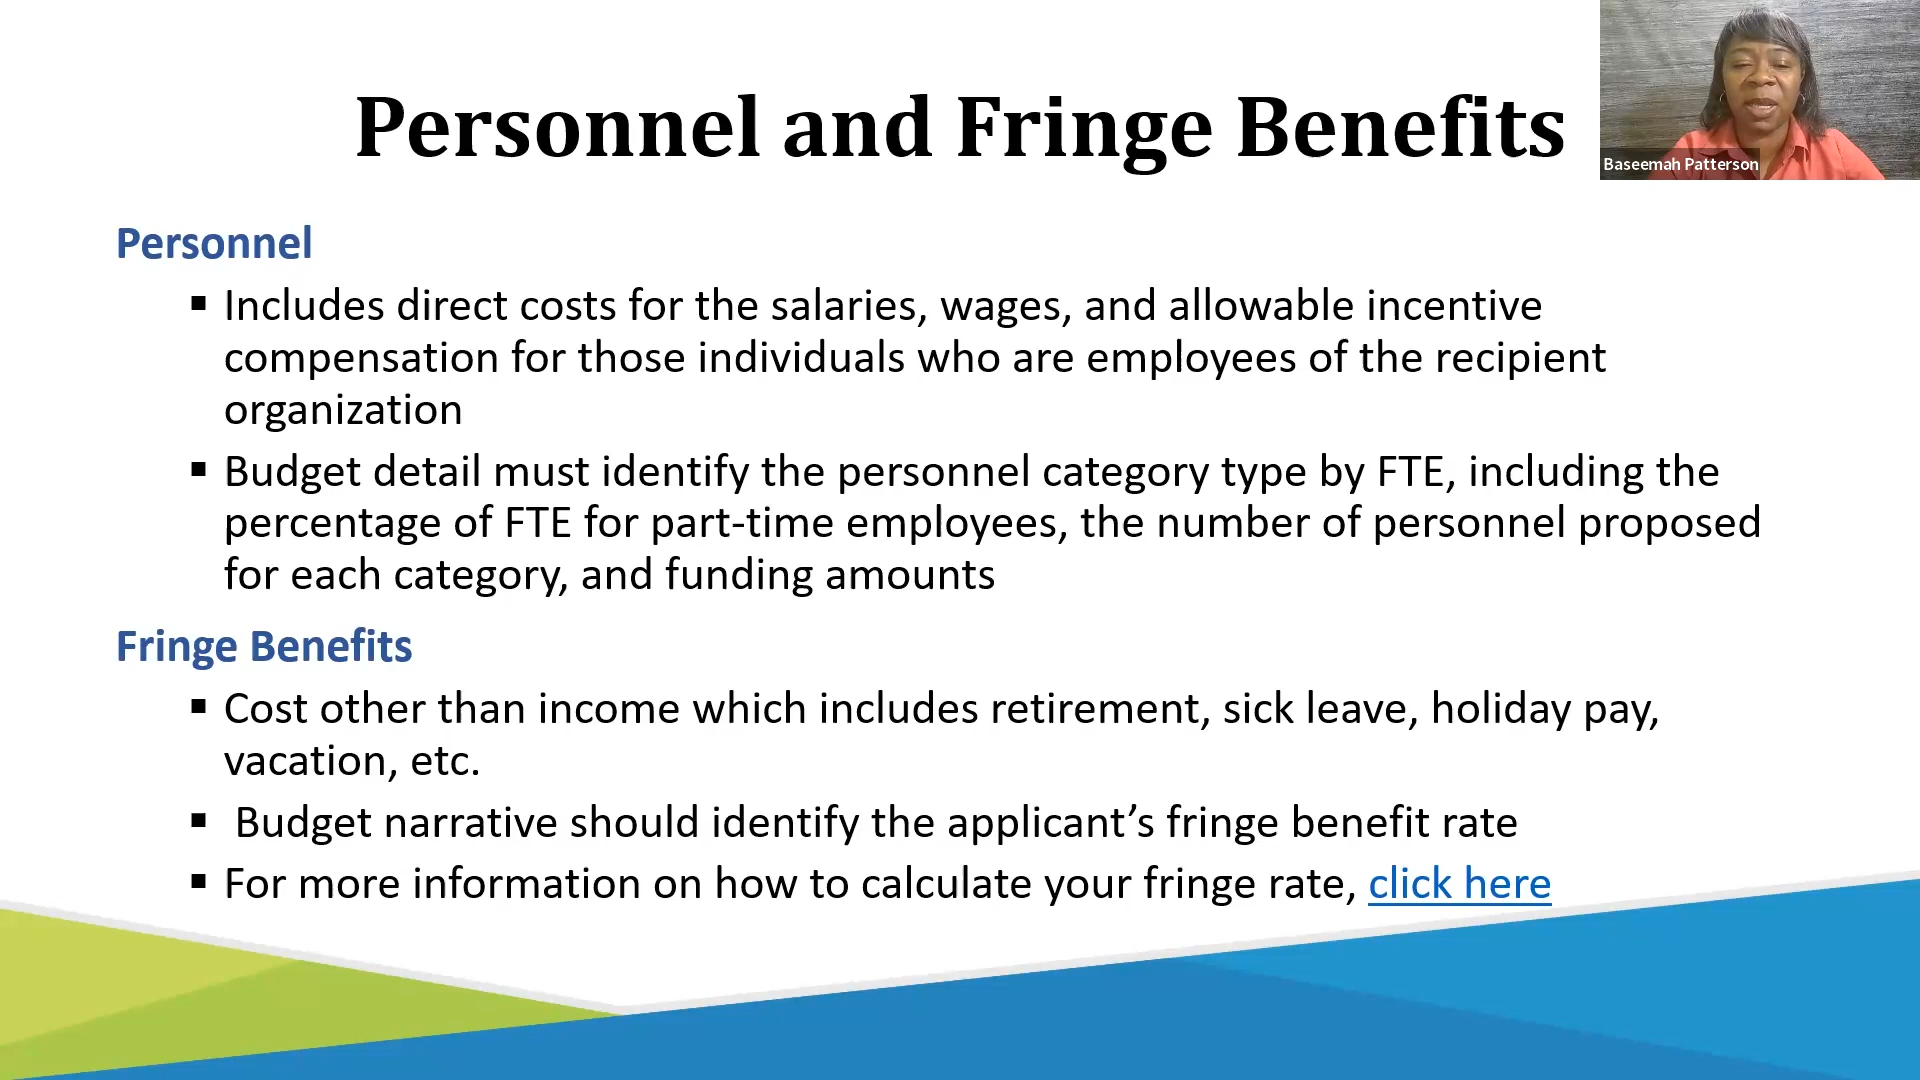 Personnel and Fringe Benefits
Baseemah Patterson
Personnel
▪ Includes direct costs for the salaries, wages, and allowable incentive
compensation for those individuals who are employees of the recipient
organization
▪ Budget detail must identify the personnel category type by FTE, including the
percentage of FTE for part-time employees, the number of personnel proposed
for each category, and funding amounts
Fringe Benefits
▪ Cost other than income which includes retirement, sick leave, holiday pay,
vacation, etc.
▪ Budget narrative should identify the applicant’s fringe benefit rate
▪ For more information on how to calculate your fringe rate, click here